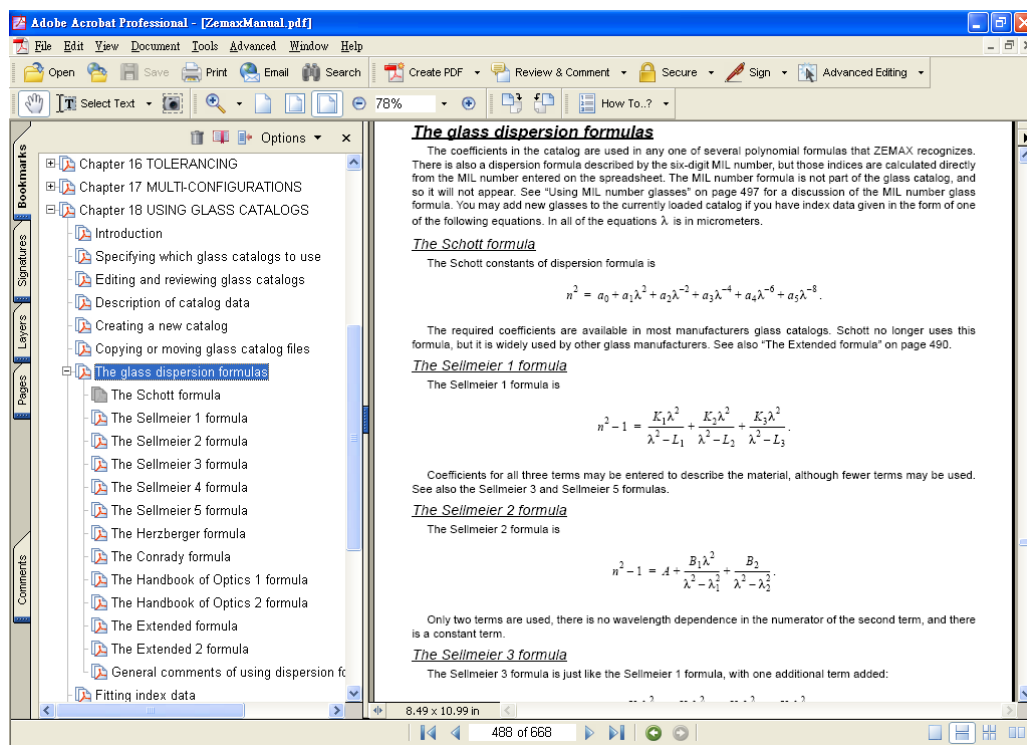 Adobe Acrobat Professional - [ZemaxManual.pdf]
File Edit View Document Tools Advanced Window Help
Open Save Print Email Search Create PDF Review & Comment Secure Sign Advanced Editing
Select Text 78% How To..?
Options
Bookmarks
Signatures
Layers
Pages
Comments
Chapter 16 TOLERANCING
Chapter 17 MULTI-CONFIGURATIONS
Chapter 18 USING GLASS CATALOGS
Introduction
Specifying which glass catalogs to use
Editing and reviewing glass catalogs
Description of catalog data
Creating a new catalog
Copying or moving glass catalog files
The glass dispersion formulas
The Schott formula
The Sellmeier 1 formula
The Sellmeier 2 formula
The Sellmeier 3 formula
The Sellmeier 4 formula
The Sellmeier 5 formula
The Herzberger formula
The Conrady formula
The Handbook of Optics 1 formula
The Handbook of Optics 2 formula
The Extended formula
The Extended 2 formula
General comments of using dispersion fo
Fitting index data
The glass dispersion formulas
The coefficients in the catalog are used in any one of several polynomial formulas that ZEMAX recognizes.
There is also a dispersion formula described by the six-digit MIL number, but those indices are calculated directly
from the MIL number entered on the spreadsheet. The MIL number formula is not part of the glass catalog, and
so it will not appear. See “Using MIL number glasses” on page 497 for a discussion of the MIL number glass
formula. You may add new glasses to the currently loaded catalog if you have index data given in the form of one
of the following equations. In all of the equations λ is in micrometers.
The Schott formula
The Schott constants of dispersion formula is
n² = a₀ + a₁λ² + a₂λ⁻² + a₃λ⁻⁴ + a₄λ⁻⁶ + a₅λ⁻⁸.
The required coefficients are available in most manufacturers glass catalogs. Schott no longer uses this
formula, but it is widely used by other glass manufacturers. See also “The Extended formula” on page 490.
The Sellmeier 1 formula
The Sellmeier 1 formula is
n² – 1 = K₁λ² / (λ² – L₁) + K₂λ² / (λ² – L₂) + K₃λ² / (λ² – L₃).
Coefficients for all three terms may be entered to describe the material, although fewer terms may be used.
See also the Sellmeier 3 and Sellmeier 5 formulas.
The Sellmeier 2 formula
The Sellmeier 2 formula is
n² – 1 = A + B₁λ² / (λ² – λ₁²) + B₂ / (λ² – λ₂²).
Only two terms are used, there is no wavelength dependence in the numerator of the second term, and there
is a constant term.
The Sellmeier 3 formula
The Sellmeier 3 formula is just like the Sellmeier 1 formula, with one additional term added:
8.49 x 10.99 in
488 of 668